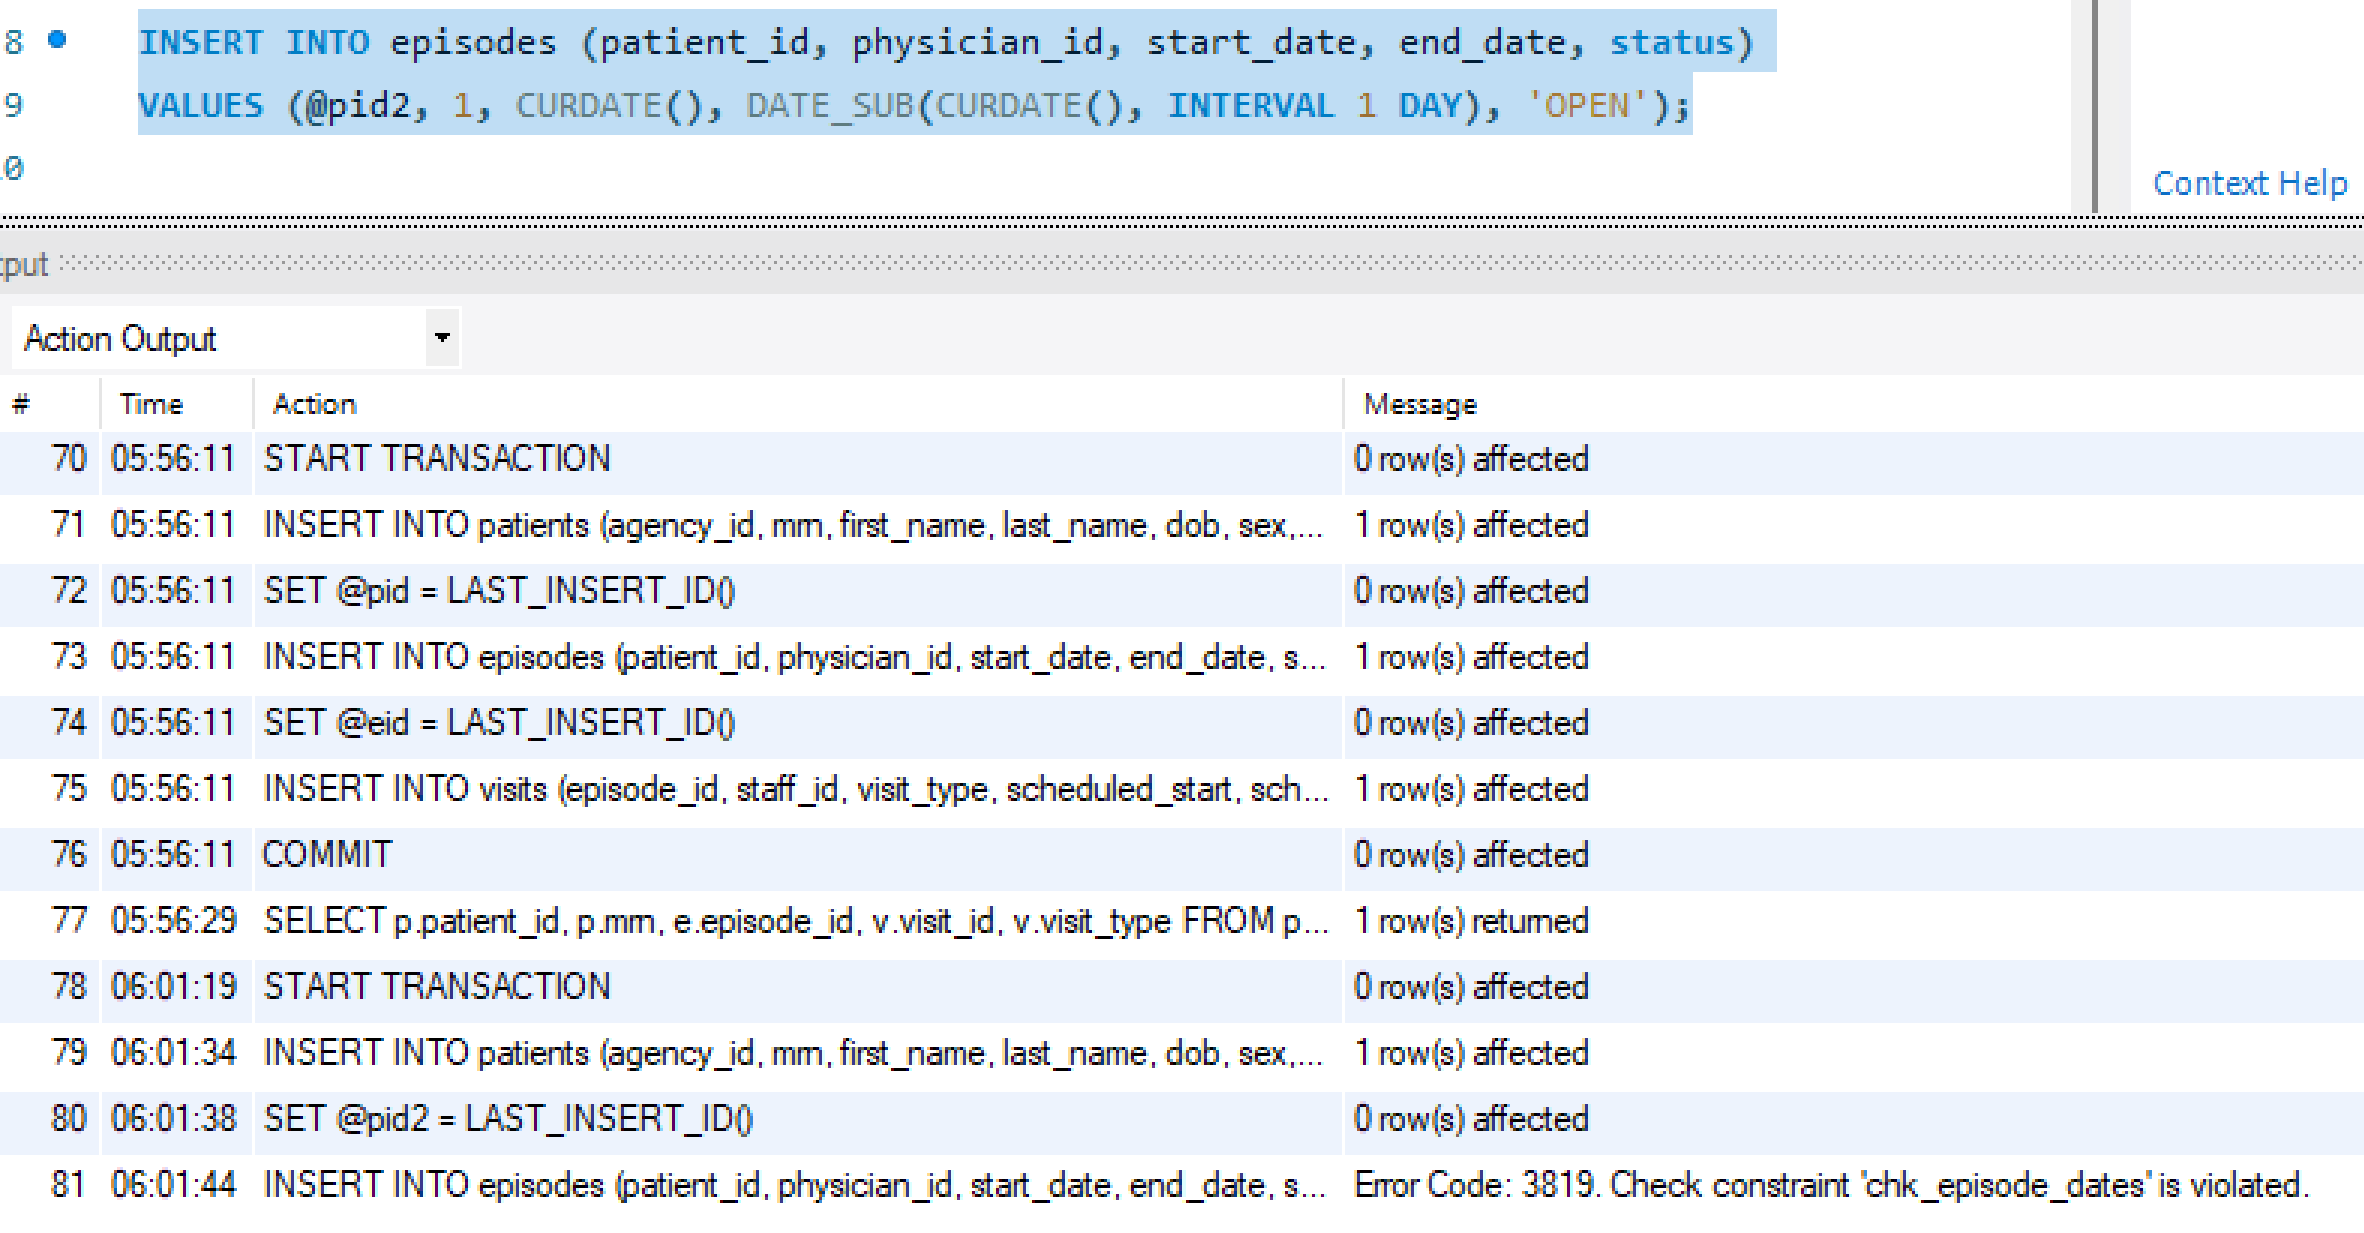 8 INSERT INTO episodes (patient_id, physician_id, start_date, end_date, status)
9 VALUES (@pid2, 1, CURDATE(), DATE_SUB(CURDATE(), INTERVAL 1 DAY), 'OPEN');
0
Context Help
tput
Action Output
# Time Action Message
70 05:56:11 START TRANSACTION 0 row(s) affected
71 05:56:11 INSERT INTO patients (agency_id, mrn, first_name, last_name, dob, sex,... 1 row(s) affected
72 05:56:11 SET @pid = LAST_INSERT_ID() 0 row(s) affected
73 05:56:11 INSERT INTO episodes (patient_id, physician_id, start_date, end_date, s... 1 row(s) affected
74 05:56:11 SET @eid = LAST_INSERT_ID() 0 row(s) affected
75 05:56:11 INSERT INTO visits (episode_id, staff_id, visit_type, scheduled_start, sch... 1 row(s) affected
76 05:56:11 COMMIT 0 row(s) affected
77 05:56:29 SELECT p.patient_id, p.mrn, e.episode_id, v.visit_id, v.visit_type FROM p... 1 row(s) returned
78 06:01:19 START TRANSACTION 0 row(s) affected
79 06:01:34 INSERT INTO patients (agency_id, mrn, first_name, last_name, dob, sex,... 1 row(s) affected
80 06:01:38 SET @pid2 = LAST_INSERT_ID() 0 row(s) affected
81 06:01:44 INSERT INTO episodes (patient_id, physician_id, start_date, end_date, s... Error Code: 3819. Check constraint 'chk_episode_dates' is violated.